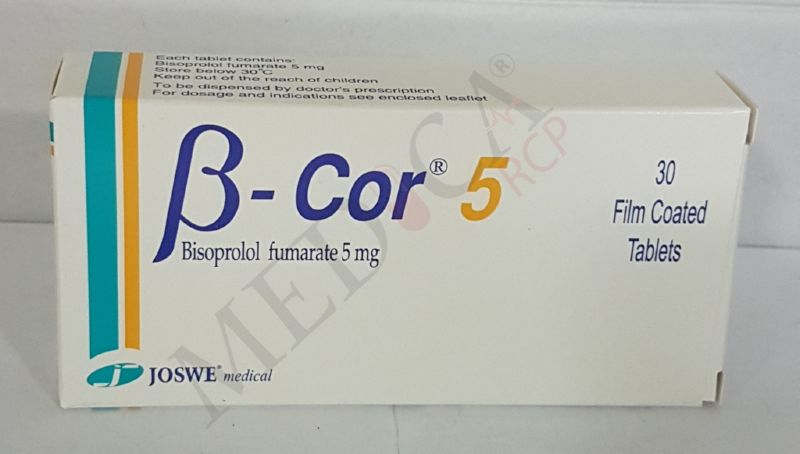 Each tablet contains:
Bisoprolol fumarate 5 mg
Store below 30°C
Keep out of the reach of children
To be dispensed by doctor's prescription
For dosage and indications see enclosed leaflet
β - Cor® 5
Bisoprolol fumarate 5 mg
30
Film Coated
Tablets
JOSWE® medical
MEDICA®
RCP